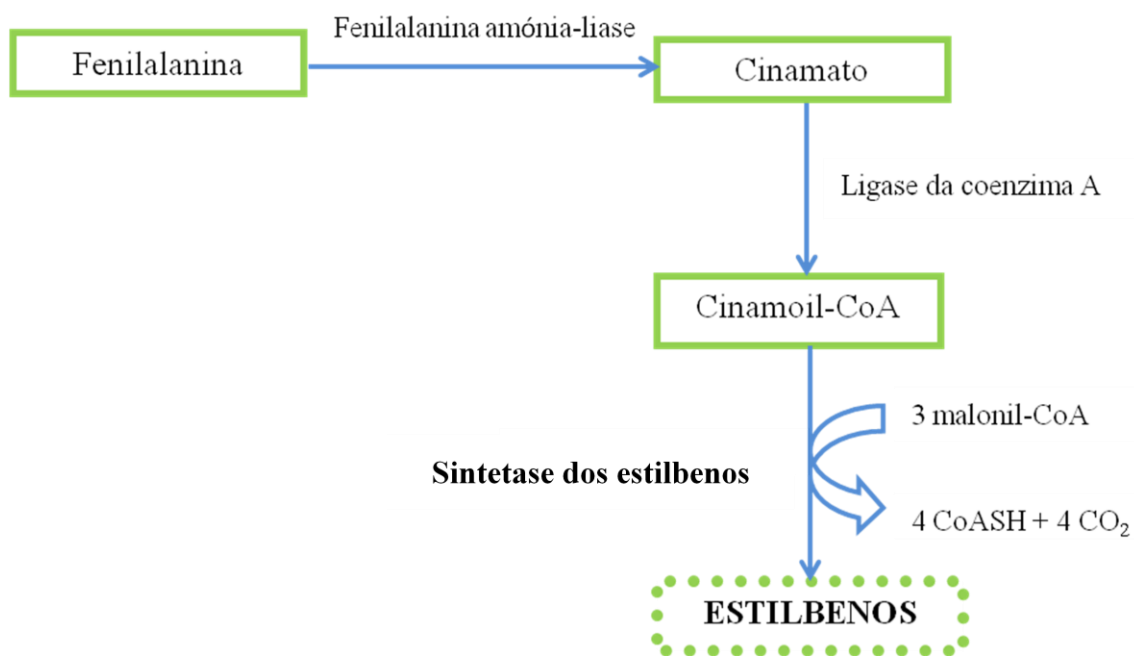 Fenilalanina amónia-liase
Fenilalanina
Cinamato
Ligase da coenzima A
Cinamoil-CoA
3 malonil-CoA
Sintetase dos estilbenos
4 CoASH + 4 CO₂
ESTILBENOS